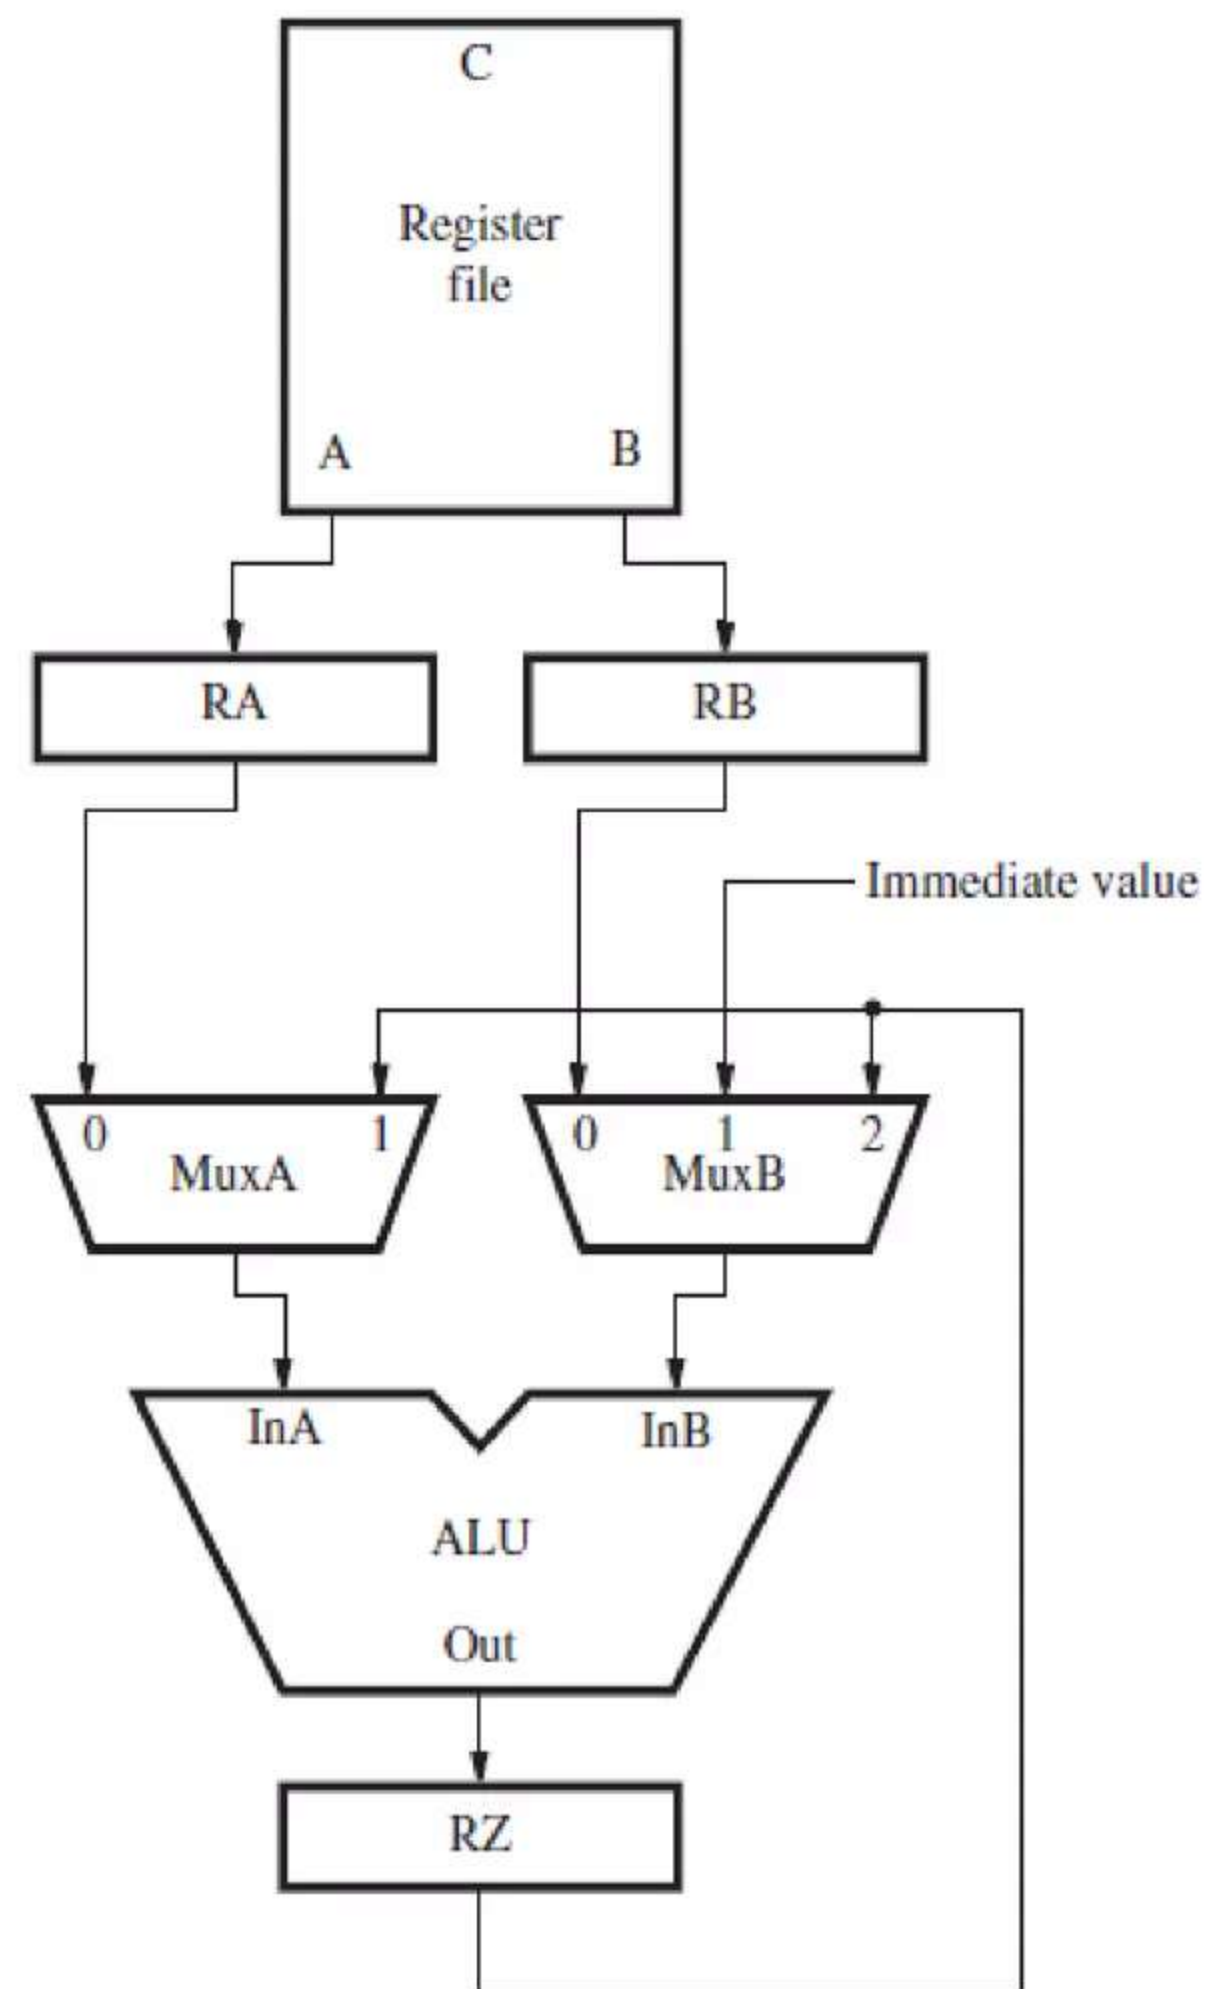 C
Register
file
A
B
RA
RB
Immediate value
0
1
MuxA
0
1
2
MuxB
InA
InB
ALU
Out
RZ